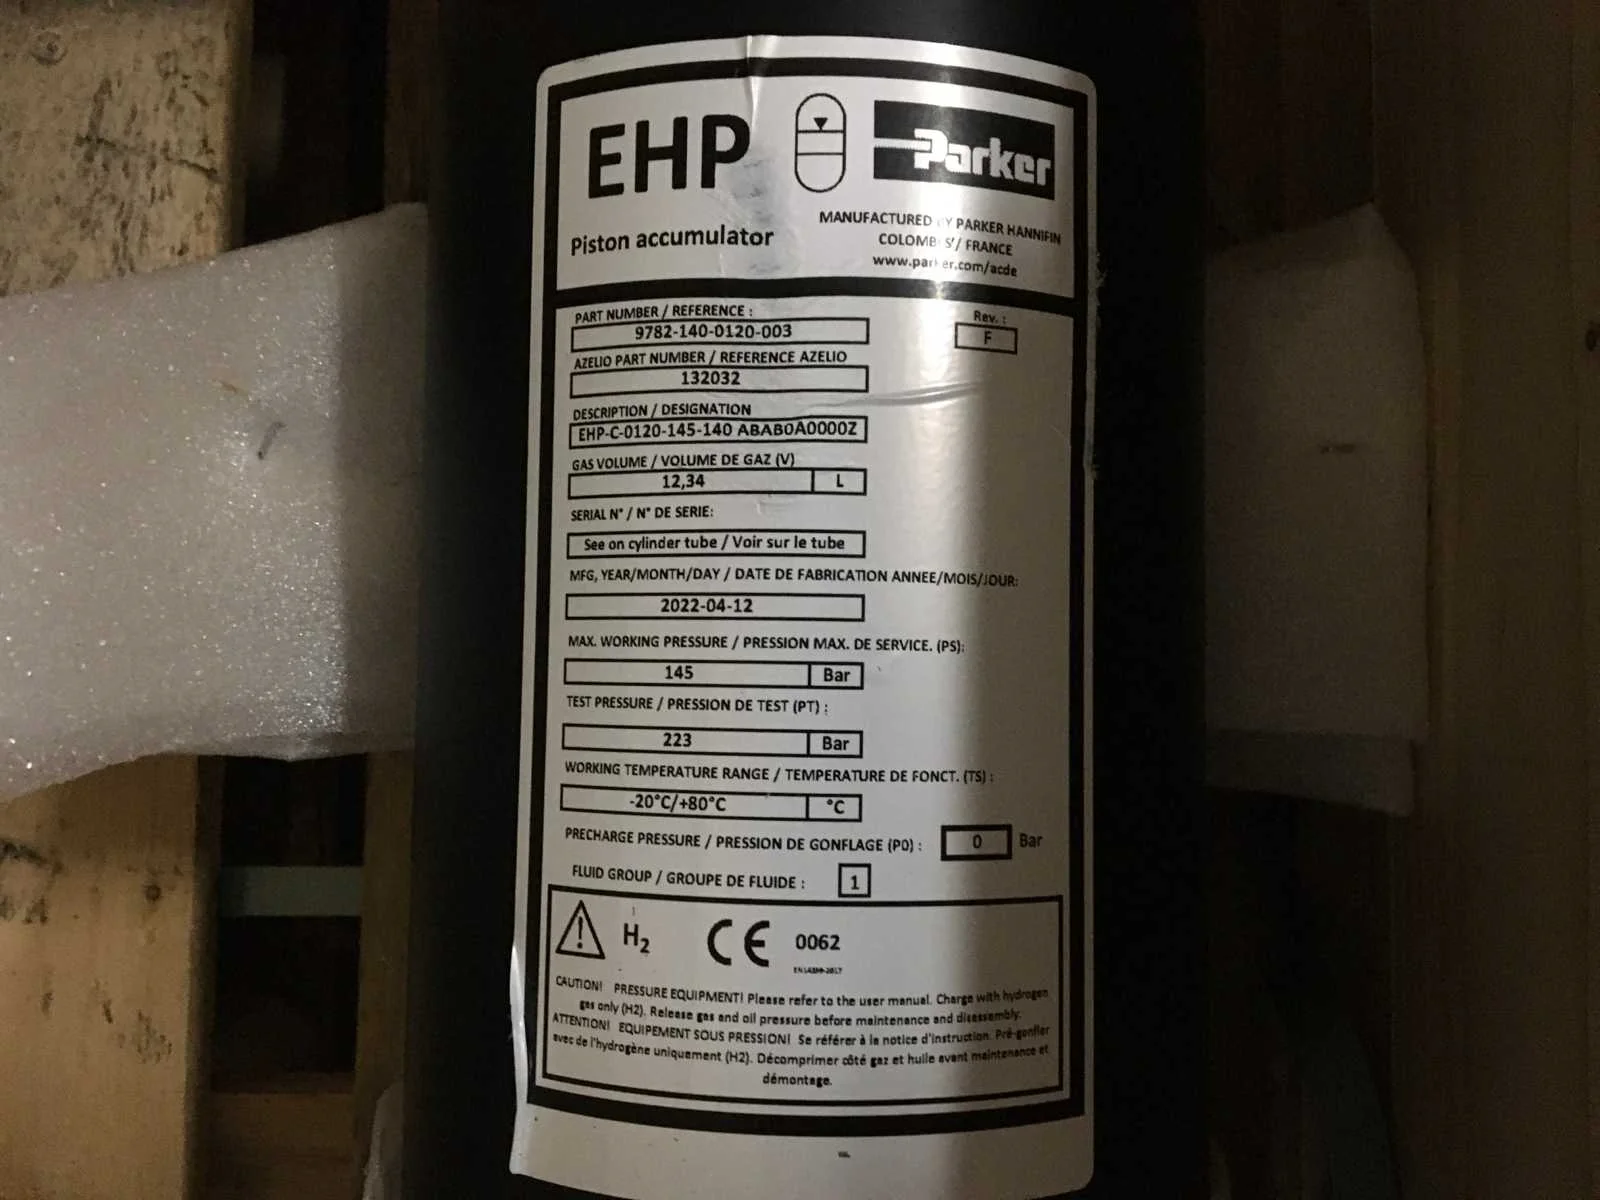 EHP
Parker
Piston accumulator
MANUFACTURED BY PARKER HANNIFIN
COLOMBES / FRANCE
www.parker.com/acde
PART NUMBER / REFERENCE :
9782-140-0120-003
Rev. :
F
AZELIO PART NUMBER / REFERENCE AZELIO
132032
DESCRIPTION / DESIGNATION
EHP-C-0120-145-140 ABAB0A0000Z
GAS VOLUME / VOLUME DE GAZ (V)
12,34 L
SERIAL N° / N° DE SERIE:
See on cylinder tube / Voir sur le tube
MFG, YEAR/MONTH/DAY / DATE DE FABRICATION ANNEE/MOIS/JOUR:
2022-04-12
MAX. WORKING PRESSURE / PRESSION MAX. DE SERVICE. (PS):
145 Bar
TEST PRESSURE / PRESSION DE TEST (PT) :
223 Bar
WORKING TEMPERATURE RANGE / TEMPERATURE DE FONCT. (TS) :
-20°C/+80°C °C
PRECHARGE PRESSURE / PRESSION DE GONFLAGE (P0) : 0 Bar
FLUID GROUP / GROUPE DE FLUIDE : 1
H2 CE 0062
CAUTION! PRESSURE EQUIPMENT! Please refer to the user manual. Charge with hydrogen
gas only (H2). Release gas and oil pressure before maintenance and disassembly.
ATTENTION! EQUIPEMENT SOUS PRESSION! Se référer à la notice d'instruction. Pré-gonfler
avec de l'hydrogène uniquement (H2). Décomprimer côté gaz et huile avant maintenance et
démontage.